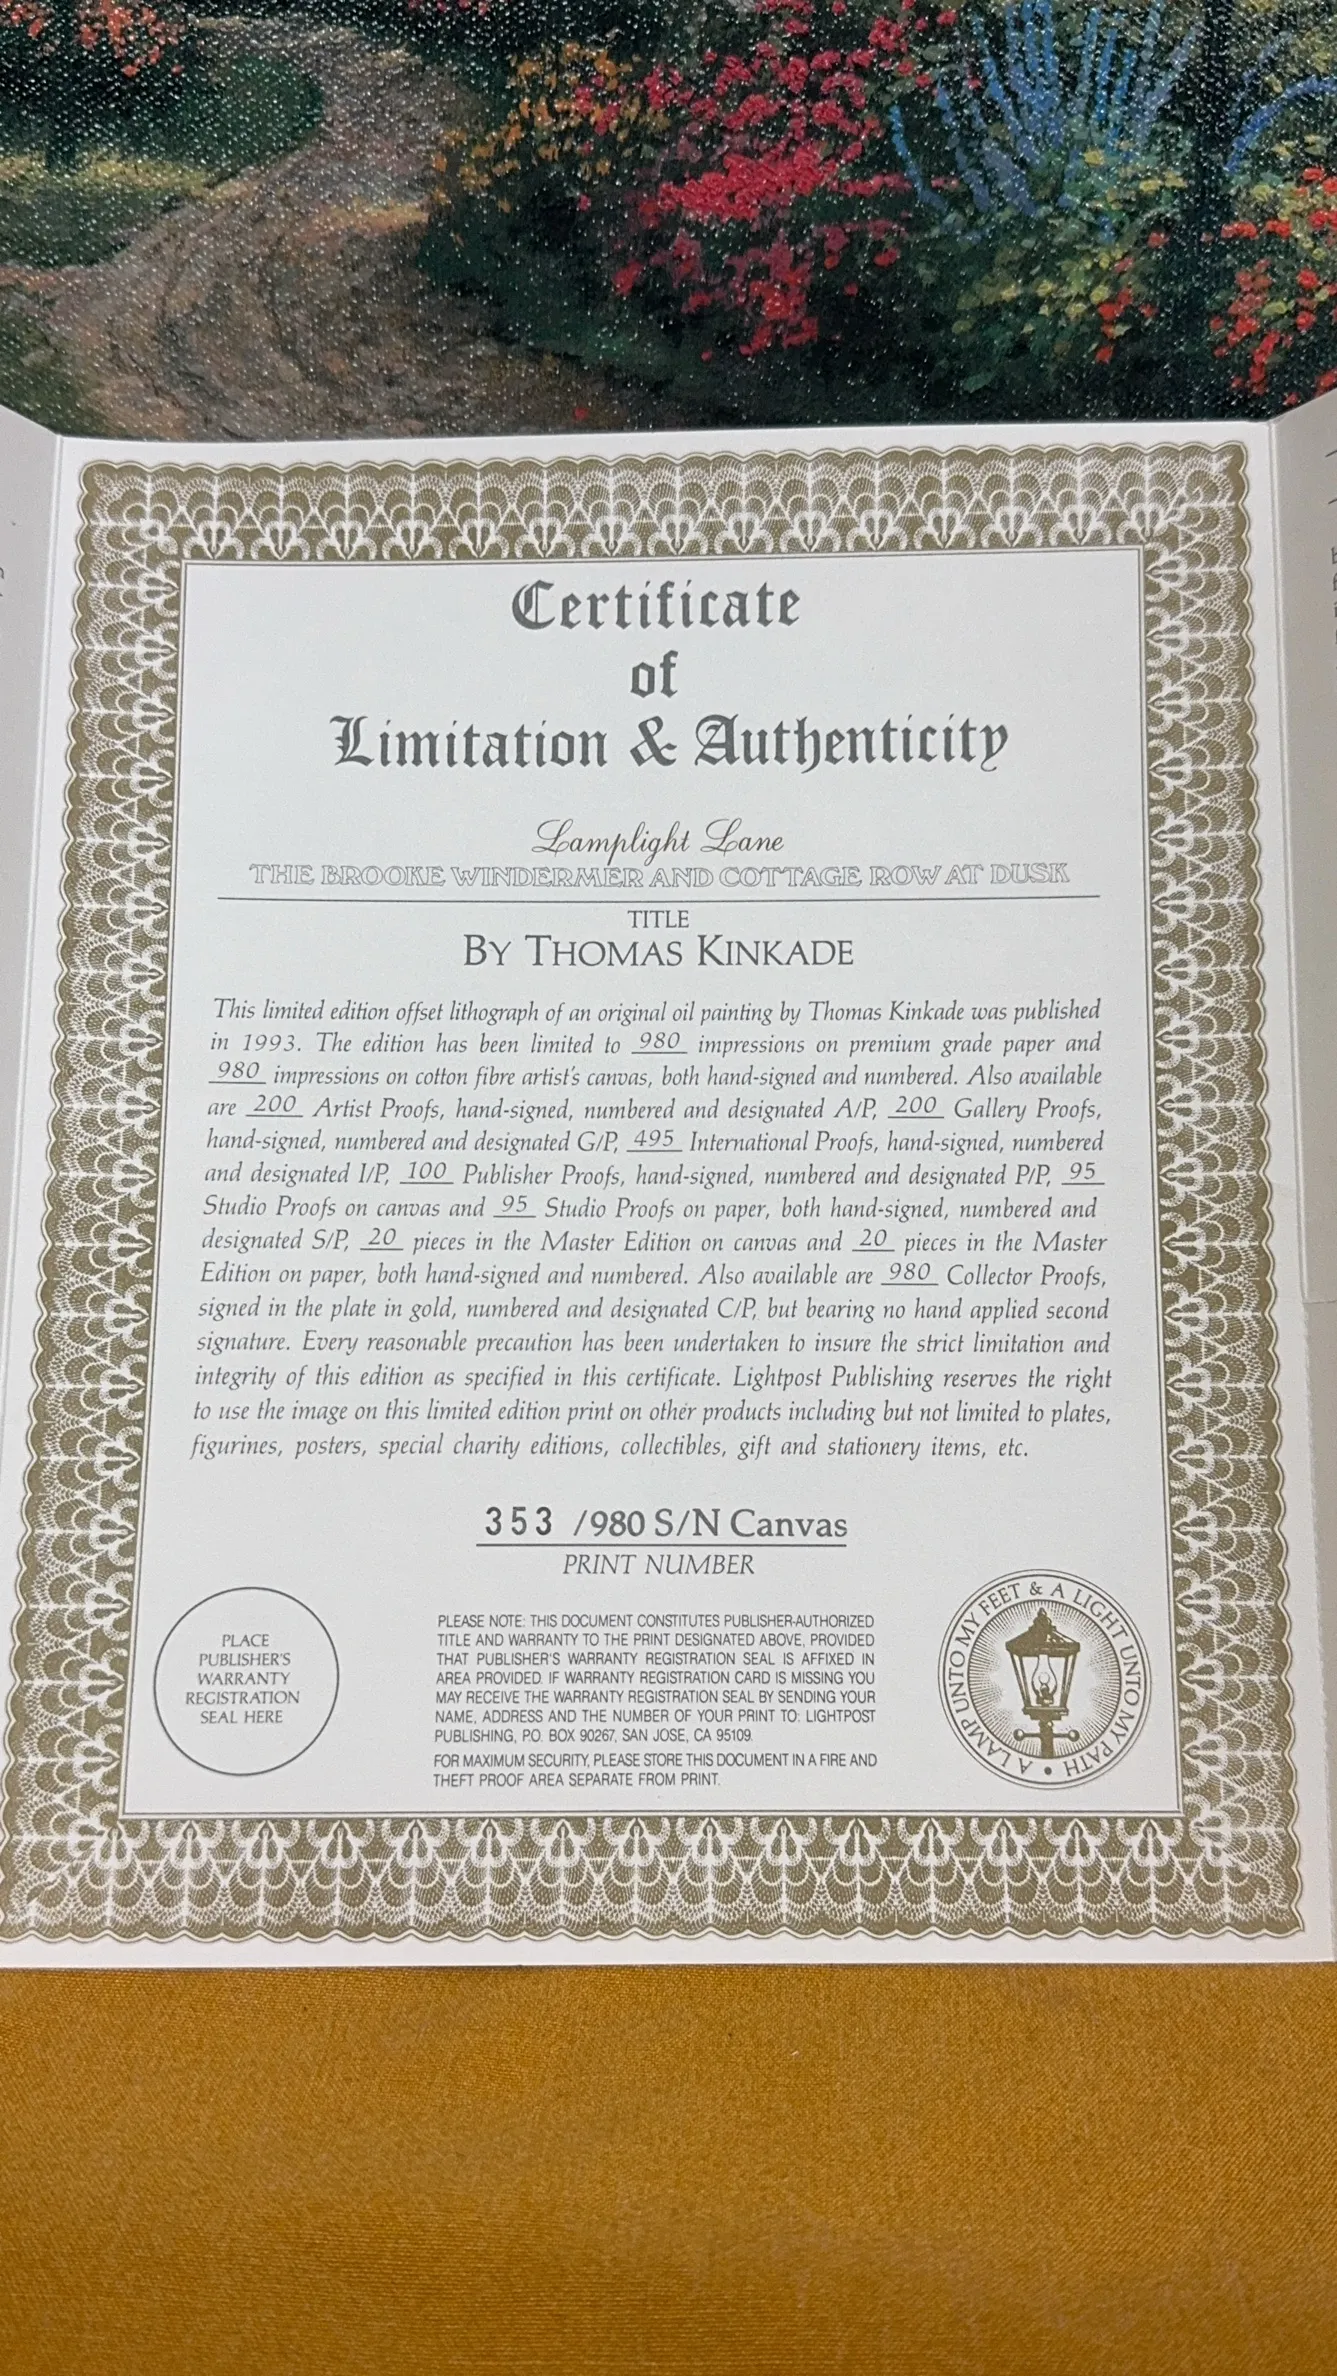 Certificate
of
Limitation & Authenticity
Lamplight Lane
THE BROOKE WINDERMER AND COTTAGE ROW AT DUSK
TITLE
BY THOMAS KINKADE
This limited edition offset lithograph of an original oil painting by Thomas Kinkade was published
in 1993. The edition has been limited to 980 impressions on premium grade paper and
980 impressions on cotton fibre artist's canvas, both hand-signed and numbered. Also available
are 200 Artist Proofs, hand-signed, numbered and designated A/P, 200 Gallery Proofs,
hand-signed, numbered and designated G/P, 495 International Proofs, hand-signed, numbered
and designated I/P, 100 Publisher Proofs, hand-signed, numbered and designated P/P, 95
Studio Proofs on canvas and 95 Studio Proofs on paper, both hand-signed, numbered and
designated S/P, 20 pieces in the Master Edition on canvas and 20 pieces in the Master
Edition on paper, both hand-signed and numbered. Also available are 980 Collector Proofs,
signed in the plate in gold, numbered and designated C/P, but bearing no hand applied second
signature. Every reasonable precaution has been undertaken to insure the strict limitation and
integrity of this edition as specified in this certificate. Lightpost Publishing reserves the right
to use the image on this limited edition print on other products including but not limited to plates,
figurines, posters, special charity editions, collectibles, gift and stationery items, etc.
353 /980 S/N Canvas
PRINT NUMBER
PLACE
PUBLISHER'S
WARRANTY
REGISTRATION
SEAL HERE
PLEASE NOTE: THIS DOCUMENT CONSTITUTES PUBLISHER-AUTHORIZED
TITLE AND WARRANTY TO THE PRINT DESIGNATED ABOVE, PROVIDED
THAT PUBLISHER'S WARRANTY REGISTRATION SEAL IS AFFIXED IN
AREA PROVIDED. IF WARRANTY REGISTRATION CARD IS MISSING YOU
MAY RECEIVE THE WARRANTY REGISTRATION SEAL BY SENDING YOUR
NAME, ADDRESS AND THE NUMBER OF YOUR PRINT TO: LIGHTPOST
PUBLISHING, P.O. BOX 90267, SAN JOSE, CA 95109.
FOR MAXIMUM SECURITY, PLEASE STORE THIS DOCUMENT IN A FIRE AND
THEFT PROOF AREA SEPARATE FROM PRINT.
A LAMP UNTO MY FEET & A LIGHT UNTO MY PATH •